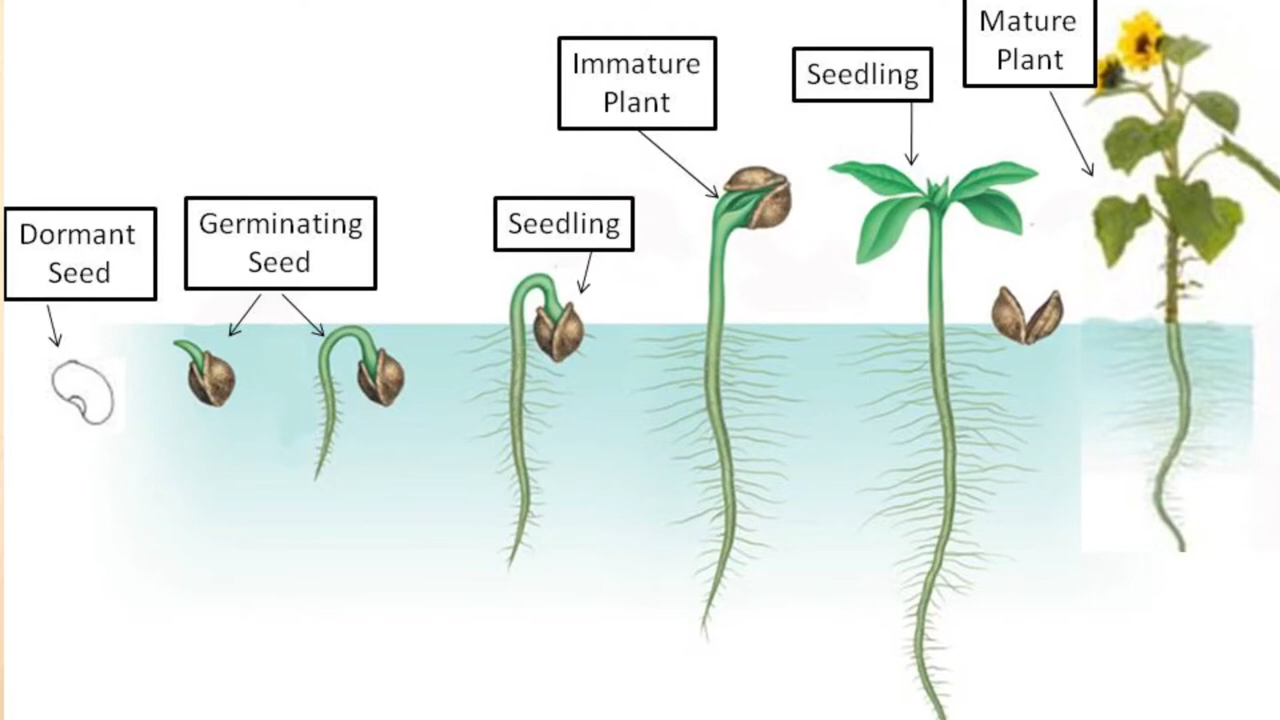 Dormant
Seed
Germinating
Seed
Seedling
Immature
Plant
Seedling
Mature
Plant